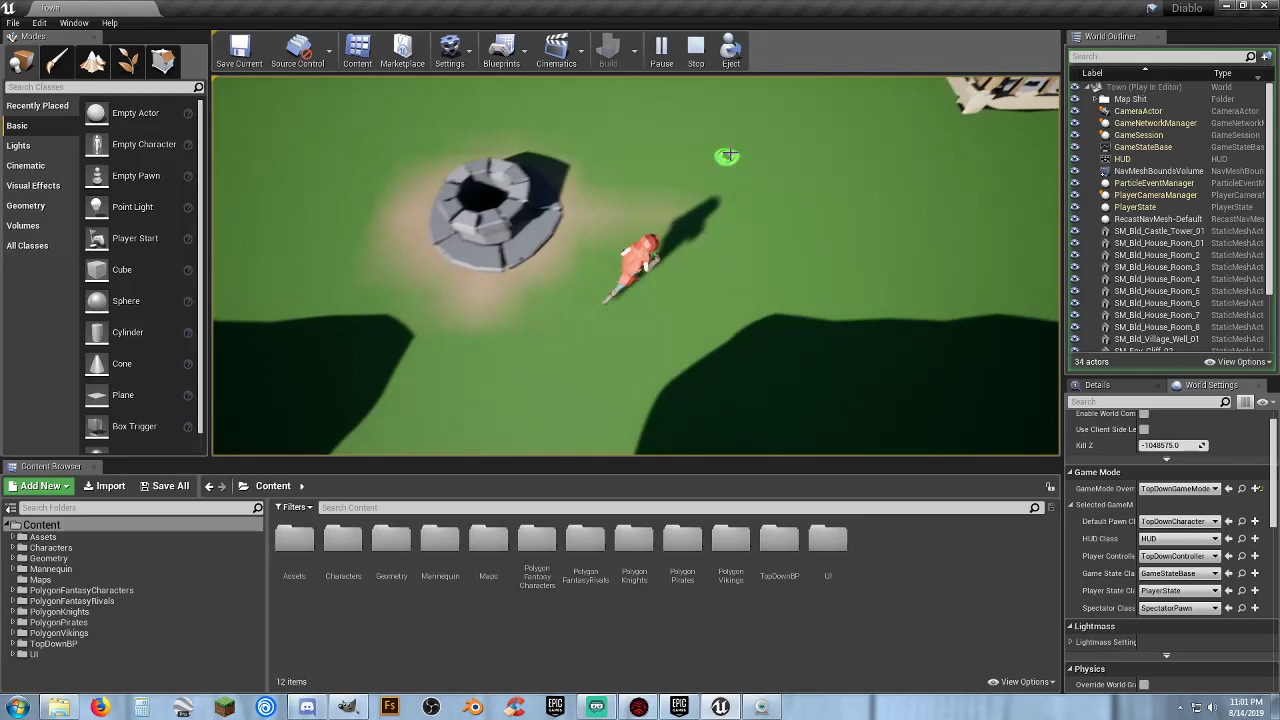 Town
Diablo
File Edit Window Help
Modes
Search Classes
Recently Placed
Basic
Lights
Cinematic
Visual Effects
Geometry
Volumes
All Classes
Empty Actor
Empty Character
Empty Pawn
Point Light
Player Start
Cube
Sphere
Cylinder
Cone
Plane
Box Trigger
Save Current
Source Control
Content
Marketplace
Settings
Blueprints
Cinematics
Build
Pause
Stop
Eject
World Outliner
Search
Label Type
Town (Play In Editor) World
Map Shit Folder
CameraActor CameraActor
GameNetworkManager GameNetwork
GameSession GameSession
GameStateBase GameStateBase
HUD HUD
NavMeshBoundsVolume NavMeshBoun
ParticleEventManager ParticleEventM
PlayerCameraManager PlayerCamera
PlayerState PlayerState
RecastNavMesh-Default RecastNavMes
SM_Bld_Castle_Tower_01 StaticMeshAct
SM_Bld_House_Room_01 StaticMeshAct
SM_Bld_House_Room_2 StaticMeshAct
SM_Bld_House_Room_3 StaticMeshAct
SM_Bld_House_Room_4 StaticMeshAct
SM_Bld_House_Room_5 StaticMeshAct
SM_Bld_House_Room_6 StaticMeshAct
SM_Bld_House_Room_7 StaticMeshAct
SM_Bld_House_Room_8 StaticMeshAct
SM_Bld_Village_Well_01 StaticMeshAct
34 actors
View Options
Details
World Settings
Search
Enable World Com
Use Client Side Le
Kill Z -1048575.0
Game Mode
GameMode Overr TopDownGameMode
Selected GameM
Default Pawn Cl TopDownCharacter
HUD Class HUD
Player Controlle TopDownController
Game State Cla GameStateBase
Player State Cla PlayerState
Spectator Class SpectatorPawn
Lightmass
Lightmass Setting
Physics
Override World Gr
Content Browser
Add New
Import
Save All
Content
Search Folders
Filters
Search Content
Content
Assets
Characters
Geometry
Mannequin
Maps
PolygonFantasyCharacters
PolygonFantasyRivals
PolygonKnights
PolygonPirates
PolygonVikings
TopDownBP
UI
Assets
Characters
Geometry
Mannequin
Maps
Polygon
Fantasy
Characters
Polygon
FantasyRivals
Polygon
Knights
Polygon
Pirates
Polygon
Vikings
TopDownBP
UI
12 items
View Options
Pro
Fs
EPIC
GAMES
EPIC
GAMES
11:01 PM
8/14/2019